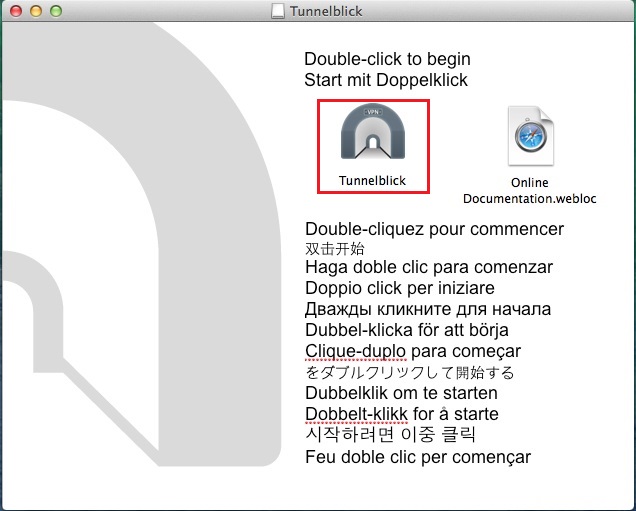 Tunnelblick
Double-click to begin
Start mit Doppelklick
VPN
Tunnelblick
Online
Documentation.webloc
Double-cliquez pour commencer
双击开始
Haga doble clic para comenzar
Doppio click per iniziare
Дважды кликните для начала
Dubbel-klicka för att börja
Clique-duplo para começar
をダブルクリックして開始する
Dubbelklik om te starten
Dobbelt-klikk for å starte
시작하려면 이중 클릭
Feu doble clic per començar